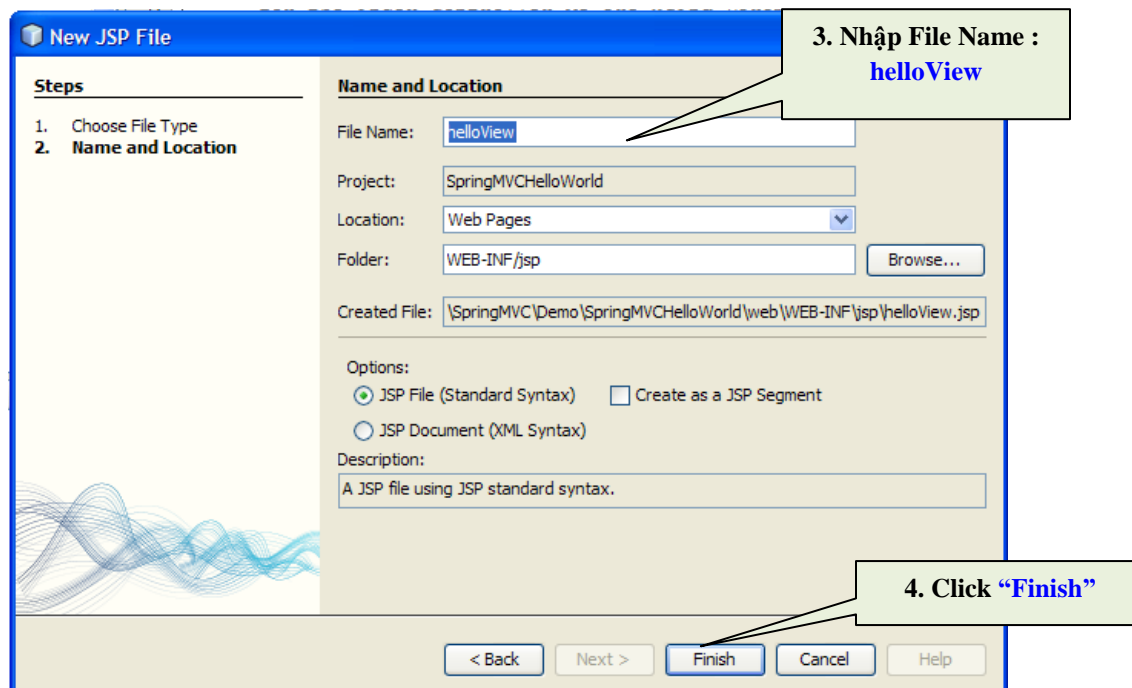 New JSP File
3. Nhập File Name :
helloView
Steps
1. Choose File Type
2. Name and Location
Name and Location
File Name: helloView
Project: SpringMVCHelloWorld
Location: Web Pages
Folder: WEB-INF/jsp Browse...
Created File: \SpringMVC\Demo\SpringMVCHelloWorld\web\WEB-INF\jsp\helloView.jsp
Options:
JSP File (Standard Syntax) Create as a JSP Segment
JSP Document (XML Syntax)
Description:
A JSP file using JSP standard syntax.
4. Click “Finish”
< Back Next > Finish Cancel Help